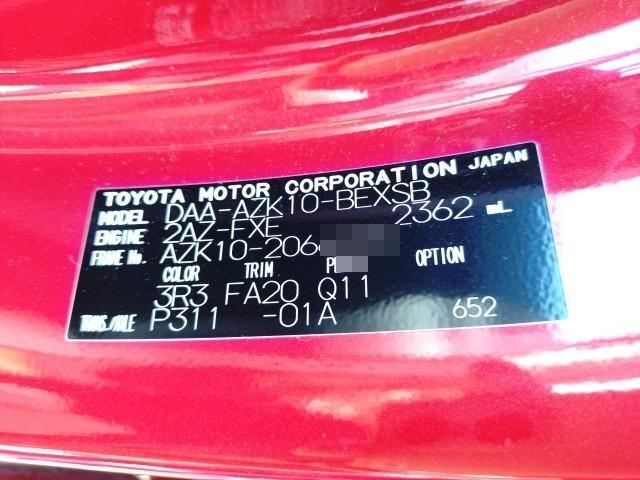 TOYOTA MOTOR CORPORATION JAPAN
MODEL DAA-AZK10-BEXSB
ENGINE 2AZ-FXE 2362 mL
FRAME No. AZK10-206
COLOR TRIM OPTION
3R3 FA20 Q11
TRANS./AXLE P311 -01A 652